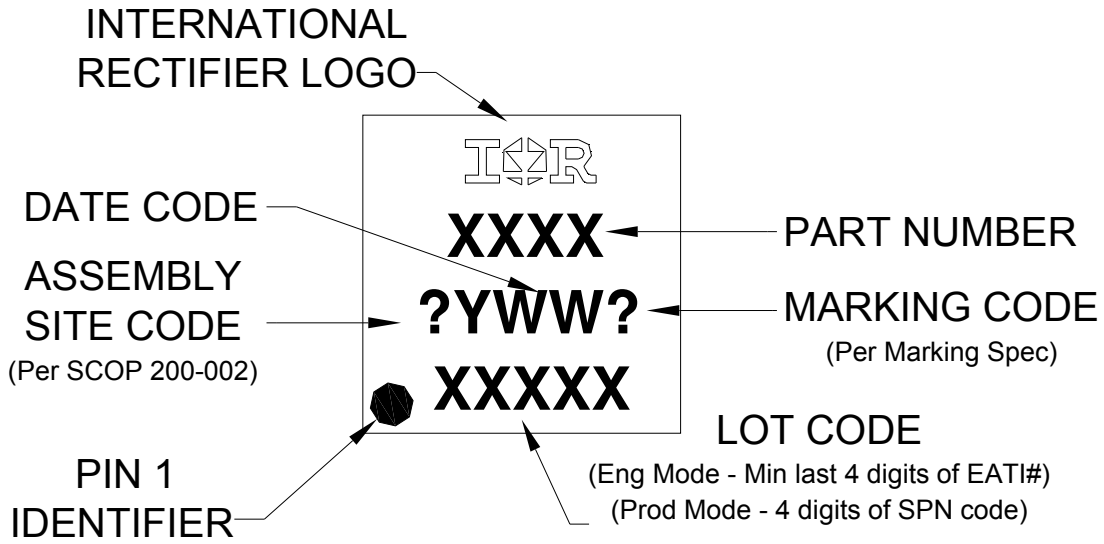 INTERNATIONAL
RECTIFIER LOGO
IOR
XXXX
DATE CODE
PART NUMBER
ASSEMBLY
SITE CODE
(Per SCOP 200-002)
?YWW?
MARKING CODE
(Per Marking Spec)
XXXXX
LOT CODE
(Eng Mode - Min last 4 digits of EATI#)
(Prod Mode - 4 digits of SPN code)
PIN 1
IDENTIFIER